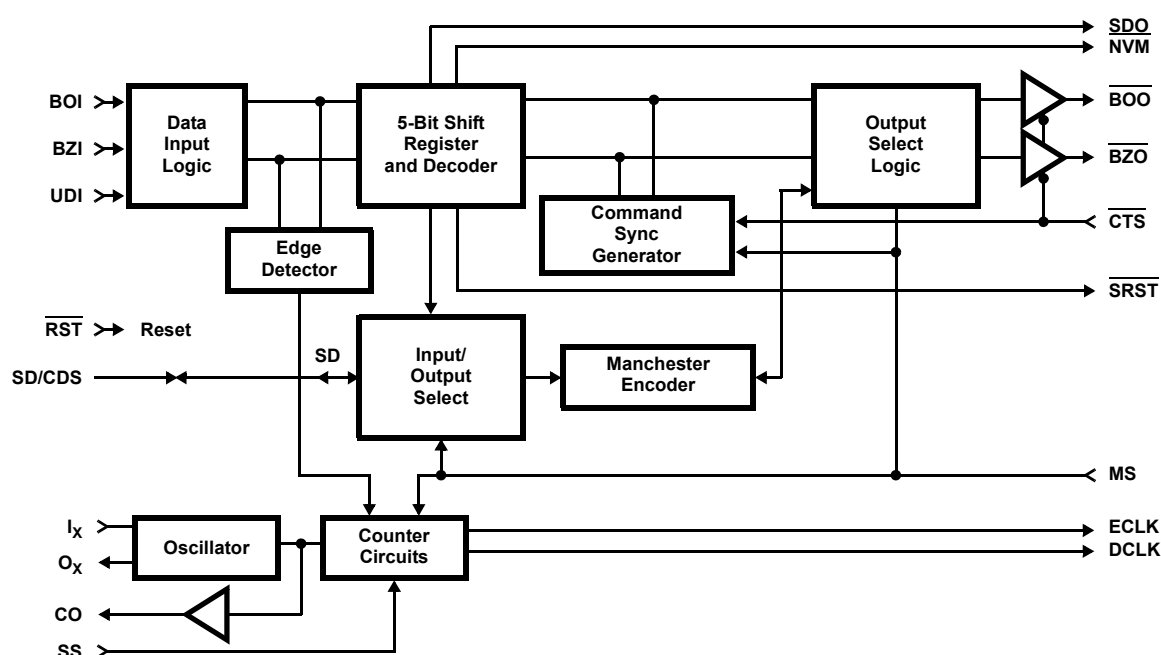 SDO
NVM
BOI
BZI
UDI
Data
Input
Logic
5-Bit Shift
Register
and Decoder
Output
Select
Logic
BOO
BZO
CTS
Command
Sync
Generator
Edge
Detector
SRST
RST
Reset
SD/CDS
SD
Input/
Output
Select
Manchester
Encoder
MS
IX
OX
Oscillator
Counter
Circuits
ECLK
DCLK
CO
SS